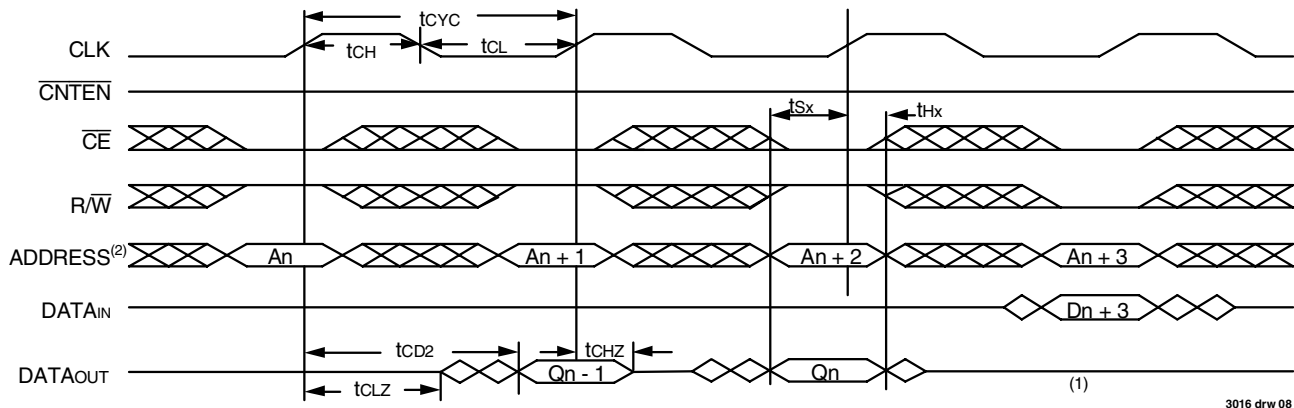 tCYC
CLK
tCH
tCL
CNTEN
tSx
tHx
CE
R/W
ADDRESS(2)
An
An + 1
An + 2
An + 3
DATAIN
Dn + 3
tCD2
tCHZ
DATAOUT
Qn - 1
Qn
tCLZ
(1)
3016 drw 08